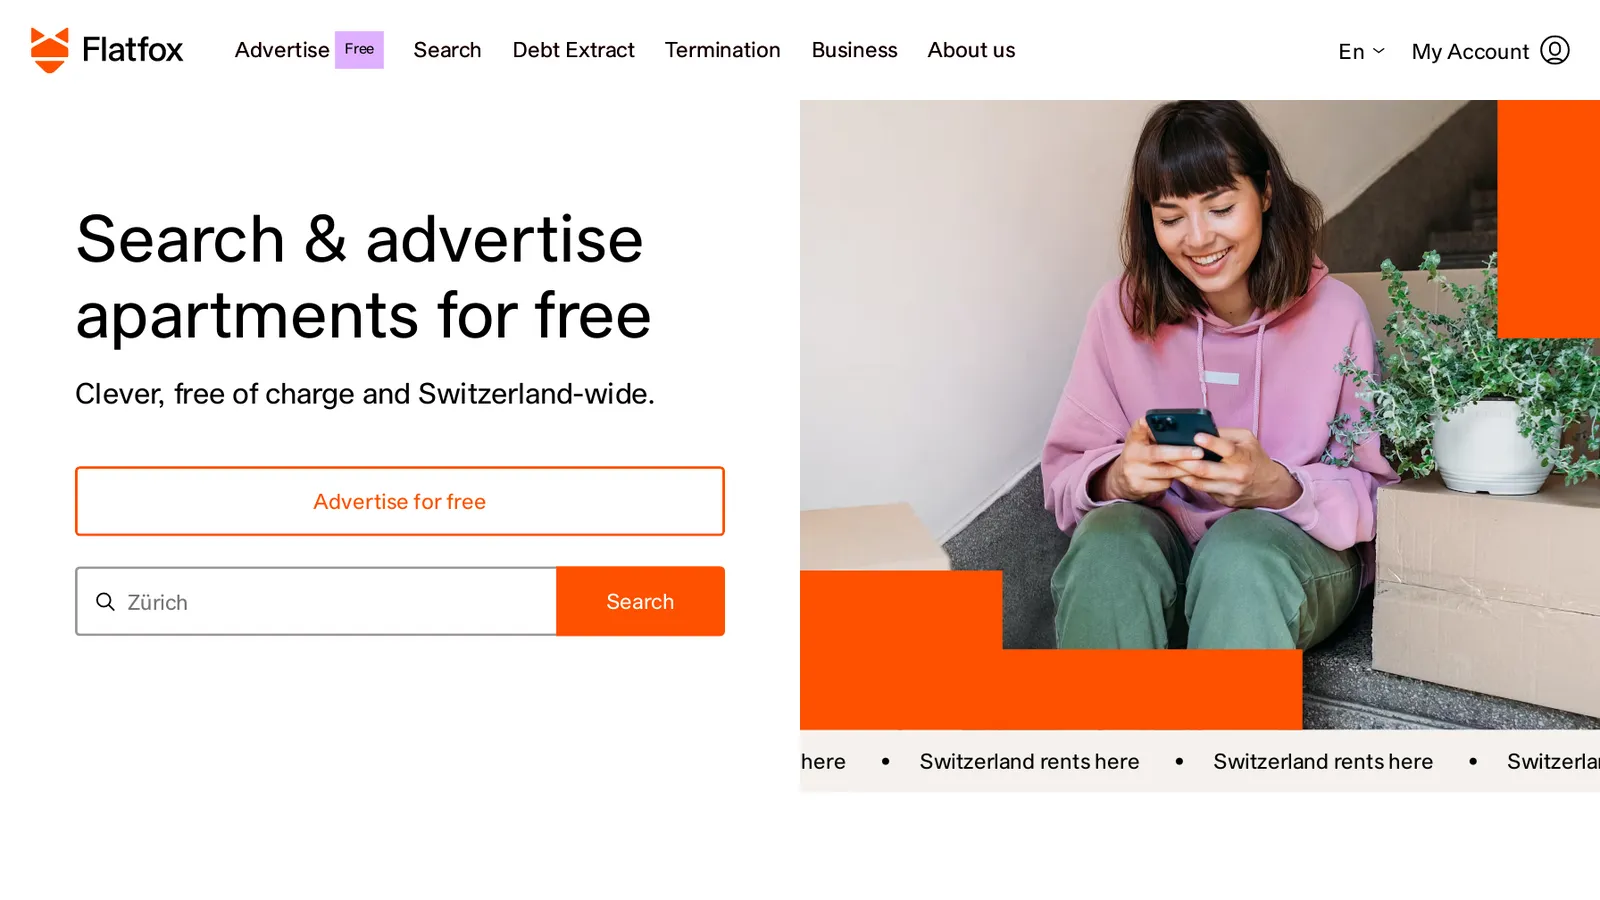 Flatfox
Advertise Free Search Debt Extract Termination Business About us
En My Account
Search & advertise
apartments for free
Clever, free of charge and Switzerland-wide.
Advertise for free
Zürich Search
here • Switzerland rents here • Switzerland rents here • Switzerla